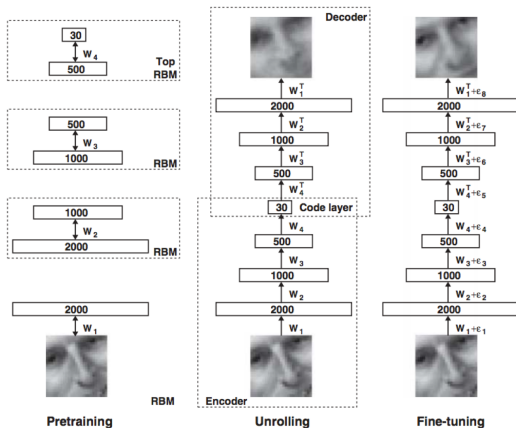 30
W4
500
Top
RBM
500
W3
1000
RBM
1000
W2
2000
RBM
2000
W1
RBM
Pretraining
Decoder
W1T
2000
W2T
1000
W3T
500
W4T
30
Code layer
W4
500
W3
1000
W2
2000
W1
Encoder
Unrolling
W1T+ε8
2000
W2T+ε7
1000
W3T+ε6
500
W4T+ε5
30
W4+ε4
500
W3+ε3
1000
W2+ε2
2000
W1+ε1
Fine-tuning